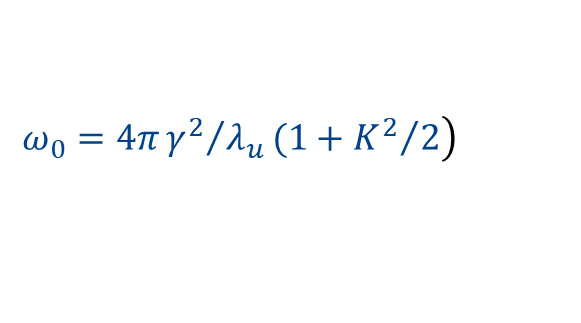 ω₀ = 4π γ²/λᵤ (1 + K²/2)